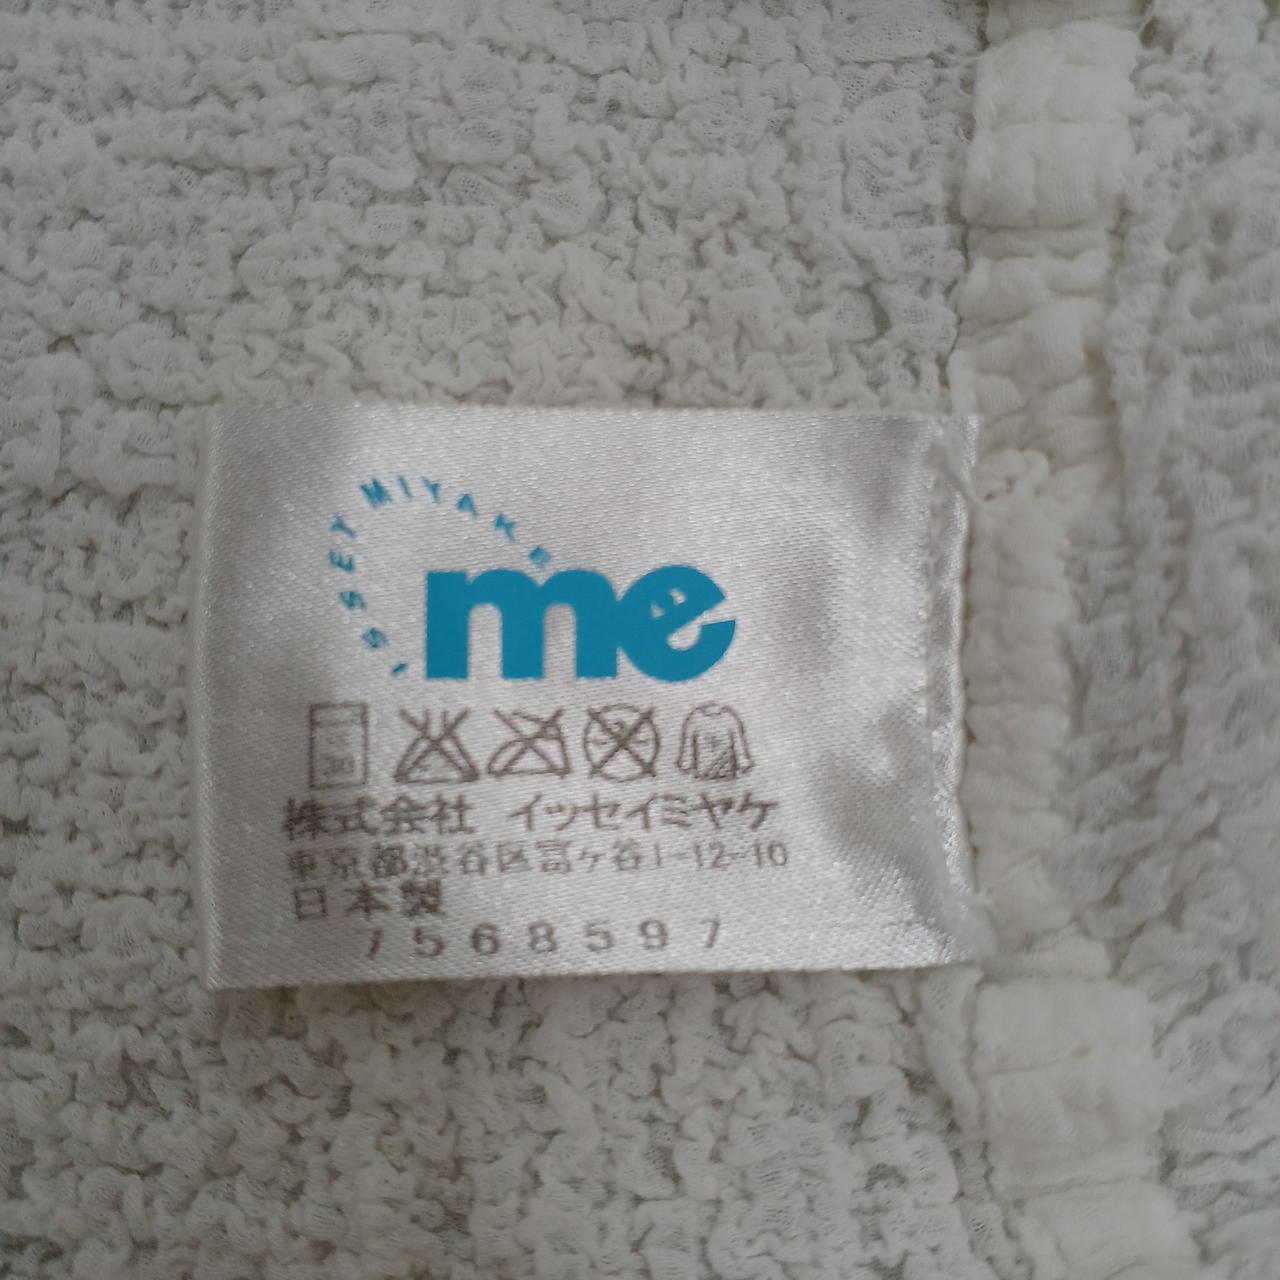 ISSEY MIYAKE
me
30
株式会社 イッセイミヤケ
東京都渋谷区富ヶ谷1-12-10
日本製
7568597